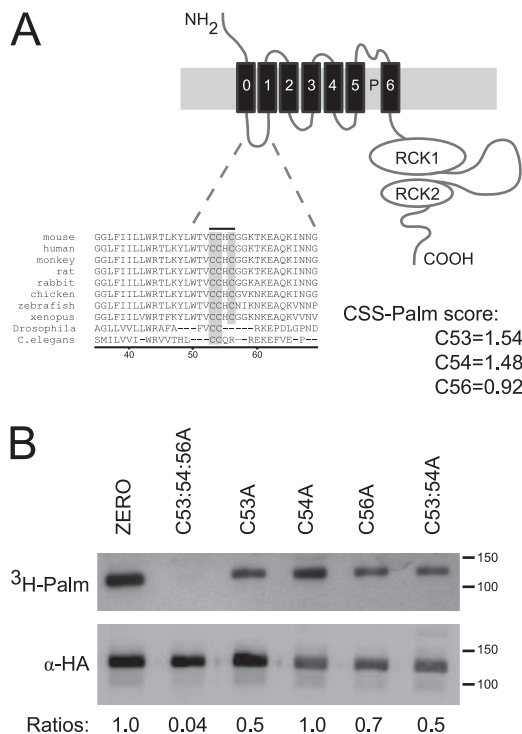 A
NH2
0 1 2 3 4 5 P 6
RCK1
RCK2
COOH
mouse GGLFIILLWRTLKYLWTVCCHCGGKTKEAQKINNG
human GGLFIILLWRTLKYLWTVCCHCGGKTKEAQKINNG
monkey GGLFIILLWRTLKYLWTVCCHCGGKTKEAQKINNG
rat GGLFIILLWRTLKYLWTVCCHCGGKTKEAQKINNG
rabbit GGLFIILLWRTLKYLWTVCCHCGGKAKEAQKINNG
chicken GGLFIILLWRTLKYLWTVCCHCGVKNKEAQKINGG
zebrafish GGLFIILLWRTLKYLWTVCCHCNIKNKEAQKVNNG
xenopus GGLFIILLWRTLKYLWTVCCHCGGKNKEAQKVVNV
Drosophila AGLLVVLLWRAFA---FVCC-----RKEPDLGPND
C.elegans SMILVVI-WRVVTHL---CCQR--REKEFVE-P--
40 50 60
CSS-Palm score:
C53=1.54
C54=1.48
C56=0.92
B
ZERO C53:54:56A C53A C54A C56A C53:54A
3H-Palm
150
100
α-HA
150
100
Ratios: 1.0 0.04 0.5 1.0 0.7 0.5